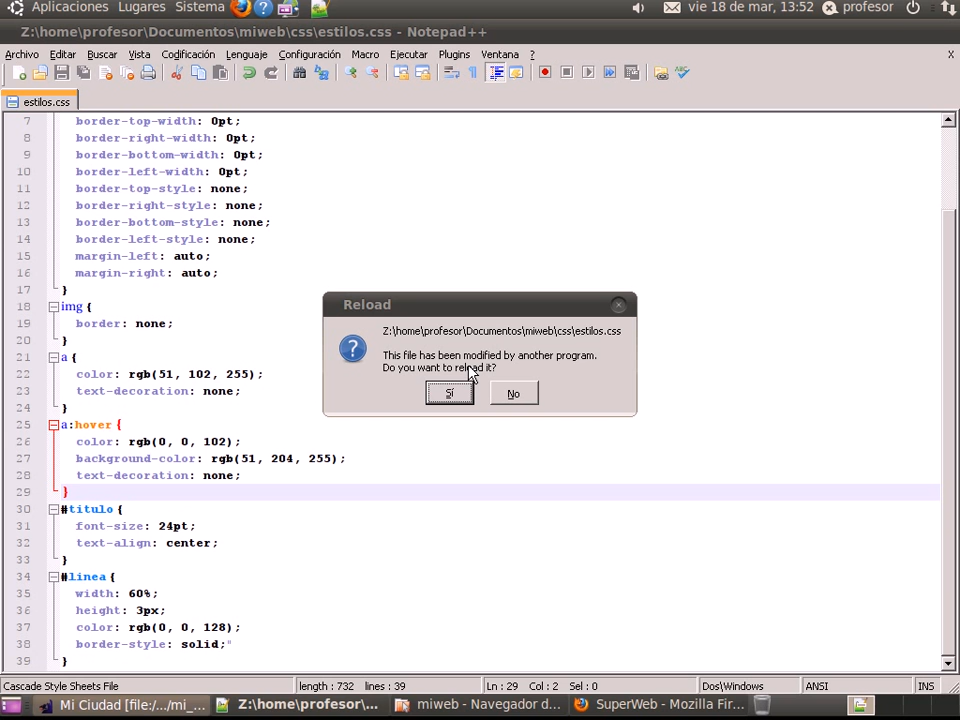 Aplicaciones Lugares Sistema vie 18 de mar, 13:52 profesor
Z:\home\profesor\Documentos\miweb\css\estilos.css - Notepad++
Archivo Editar Buscar Vista Codificación Lenguaje Configuración Macro Ejecutar Plugins Ventana ? X
estilos.css
7 border-top-width: 0pt;
8 border-right-width: 0pt;
9 border-bottom-width: 0pt;
10 border-left-width: 0pt;
11 border-top-style: none;
12 border-right-style: none;
13 border-bottom-style: none;
14 border-left-style: none;
15 margin-left: auto;
16 margin-right: auto;
17 }
18 img {
19 border: none;
20 }
21 a {
22 color: rgb(51, 102, 255);
23 text-decoration: none;
24 }
25 a:hover {
26 color: rgb(0, 0, 102);
27 background-color: rgb(51, 204, 255);
28 text-decoration: none;
29 }
30 #titulo {
31 font-size: 24pt;
32 text-align: center;
33 }
34 #linea {
35 width: 60%;
36 height: 3px;
37 color: rgb(0, 0, 128);
38 border-style: solid;"
39 }
Reload
Z:\home\profesor\Documentos\miweb\css\estilos.css
This file has been modified by another program.
Do you want to reload it?
Sí No
Cascade Style Sheets File length : 732 lines : 39 Ln : 29 Col : 2 Sel : 0 Dos\Windows ANSI INS
Mi Ciudad [file:/.../mi_... Z:\home\profesor\... miweb - Navegador d... SuperWeb - Mozilla Fir...